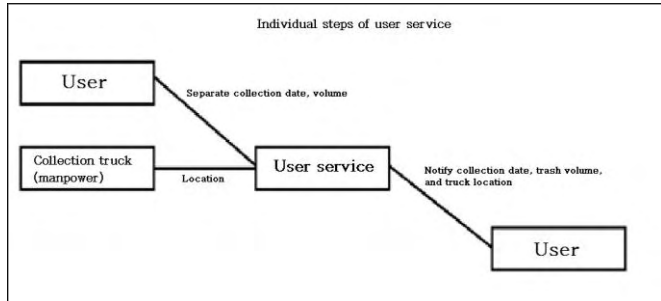 Individual steps of user service
User
Separate collection date, volume
Collection truck
(manpower)
Location
User service
Notify collection date, trash volume,
and truck location
User